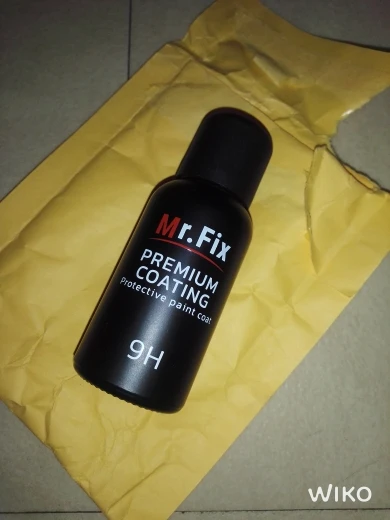 Mr.Fix
PREMIUM
COATING
Protective paint coat
9H
WIKO